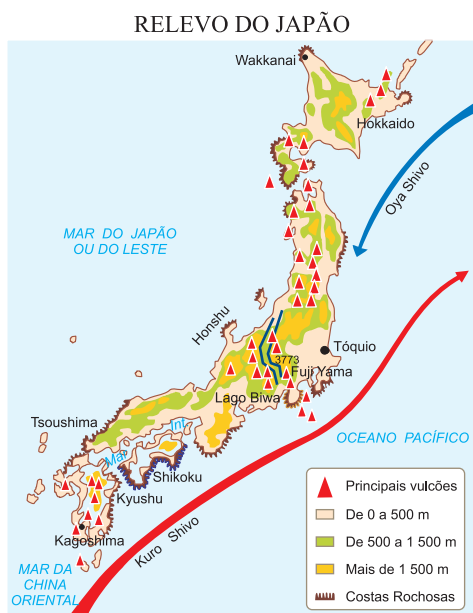 RELEVO DO JAPÃO
Wakkanai
Hokkaido
Oya Shivo
MAR DO JAPÃO
OU DO LESTE
Honshu
Tóquio
3773
Fuji Yama
Lago Biwa
Tsoushima
OCEANO PACÍFICO
Mar Int.
Shikoku
Kyushu
Kagoshima
Kuro Shivo
MAR DA
CHINA
ORIENTAL
Principais vulcões
De 0 a 500 m
De 500 a 1 500 m
Mais de 1 500 m
Costas Rochosas